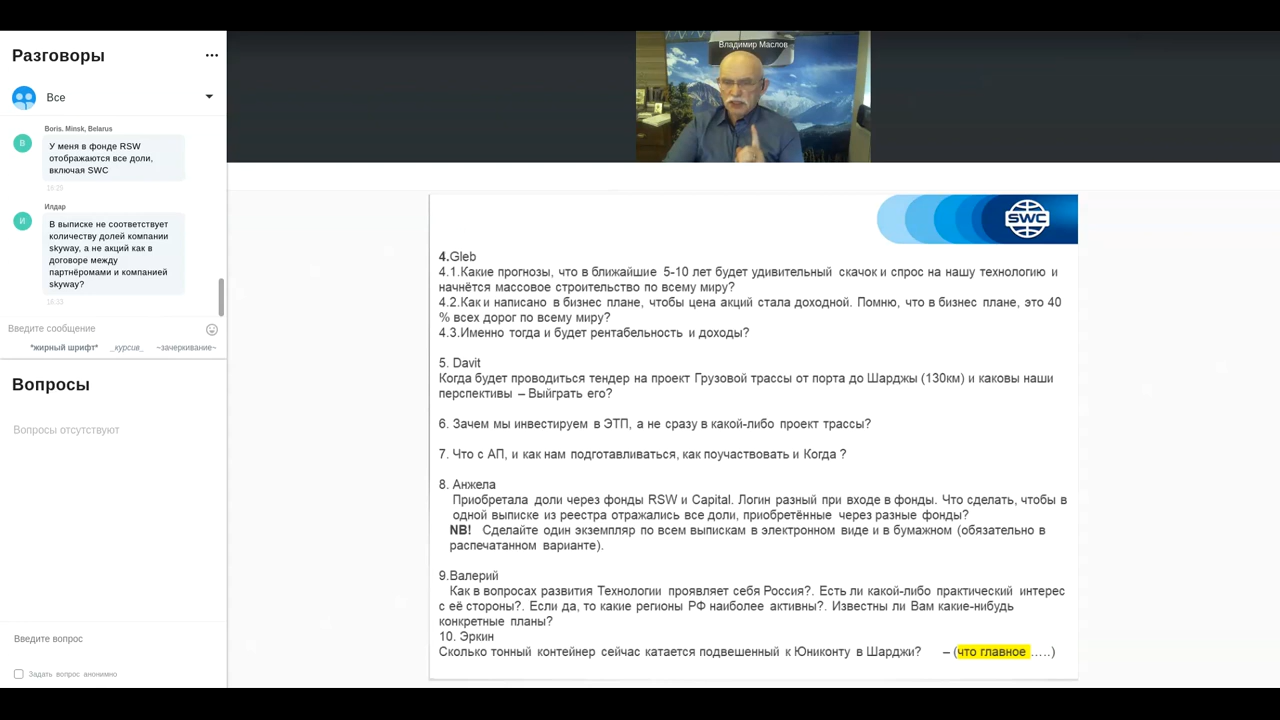 Разговоры
Все
Boris. Minsk, Belarus
B
У меня в фонде RSW
отображаются все доли,
включая SWC
16:25
Илдар
И
В выписке не соответствует
количеству долей компании
skyway, а не акций как в
договоре между
партнёромами и компанией
skyway?
16:33
Введите сообщение
*жирный шрифт* _курсив_ ~зачеркивание~
Вопросы
Вопросы отсутствуют
Введите вопрос
Задать вопрос анонимно
Владимир Маслов
SWC
4.Gleb
4.1.Какие прогнозы, что в ближайшие 5-10 лет будет удивительный скачок и спрос на нашу технологию и
начнётся массовое строительство по всему миру?
4.2.Как и написано в бизнес плане, чтобы цена акций стала доходной. Помню, что в бизнес плане, это 40
% всех дорог по всему миру?
4.3.Именно тогда и будет рентабельность и доходы?
5. Davit
Когда будет проводиться тендер на проект Грузовой трассы от порта до Шарджы (130км) и каковы наши
перспективы – Выйграть его?
6. Зачем мы инвестируем в ЭТП, а не сразу в какой-либо проект трассы?
7. Что с АП, и как нам подготавливаться, как поучаствовать и Когда ?
8. Анжела
Приобретала доли через фонды RSW и Capital. Логин разный при входе в фонды. Что сделать, чтобы в
одной выписке из реестра отражались все доли, приобретённые через разные фонды?
NB! Сделайте один экземпляр по всем выпискам в электронном виде и в бумажном (обязательно в
распечатанном варианте).
9.Валерий
Как в вопросах развития Технологии проявляет себя Россия?. Есть ли какой-либо практический интерес
с её стороны?. Если да, то какие регионы РФ наиболее активны?. Известны ли Вам какие-нибудь
конкретные планы?
10. Эркин
Сколько тонный контейнер сейчас катается подвешенный к Юниконту в Шарджи? – (что главное …..)